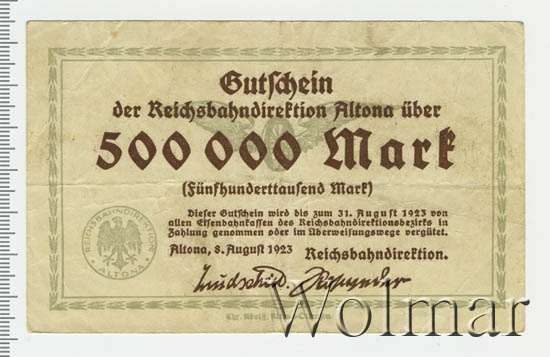 Gutschein
der Reichsbahndirektion Altona über
500 000 Mark
(Fünfhunderttausend Mark)
Dieser Gutschein wird bis zum 31. August 1923 von
allen Eisenbahnkassen des Reichsbahndirektionsbezirks in
Zahlung genommen oder im Überweisungswege vergütet.
Altona, 8. August 1923 Reichsbahndirektion.
REICHSBAHNDIREKTION
ALTONA
Chr. Adolff,
Wolmar